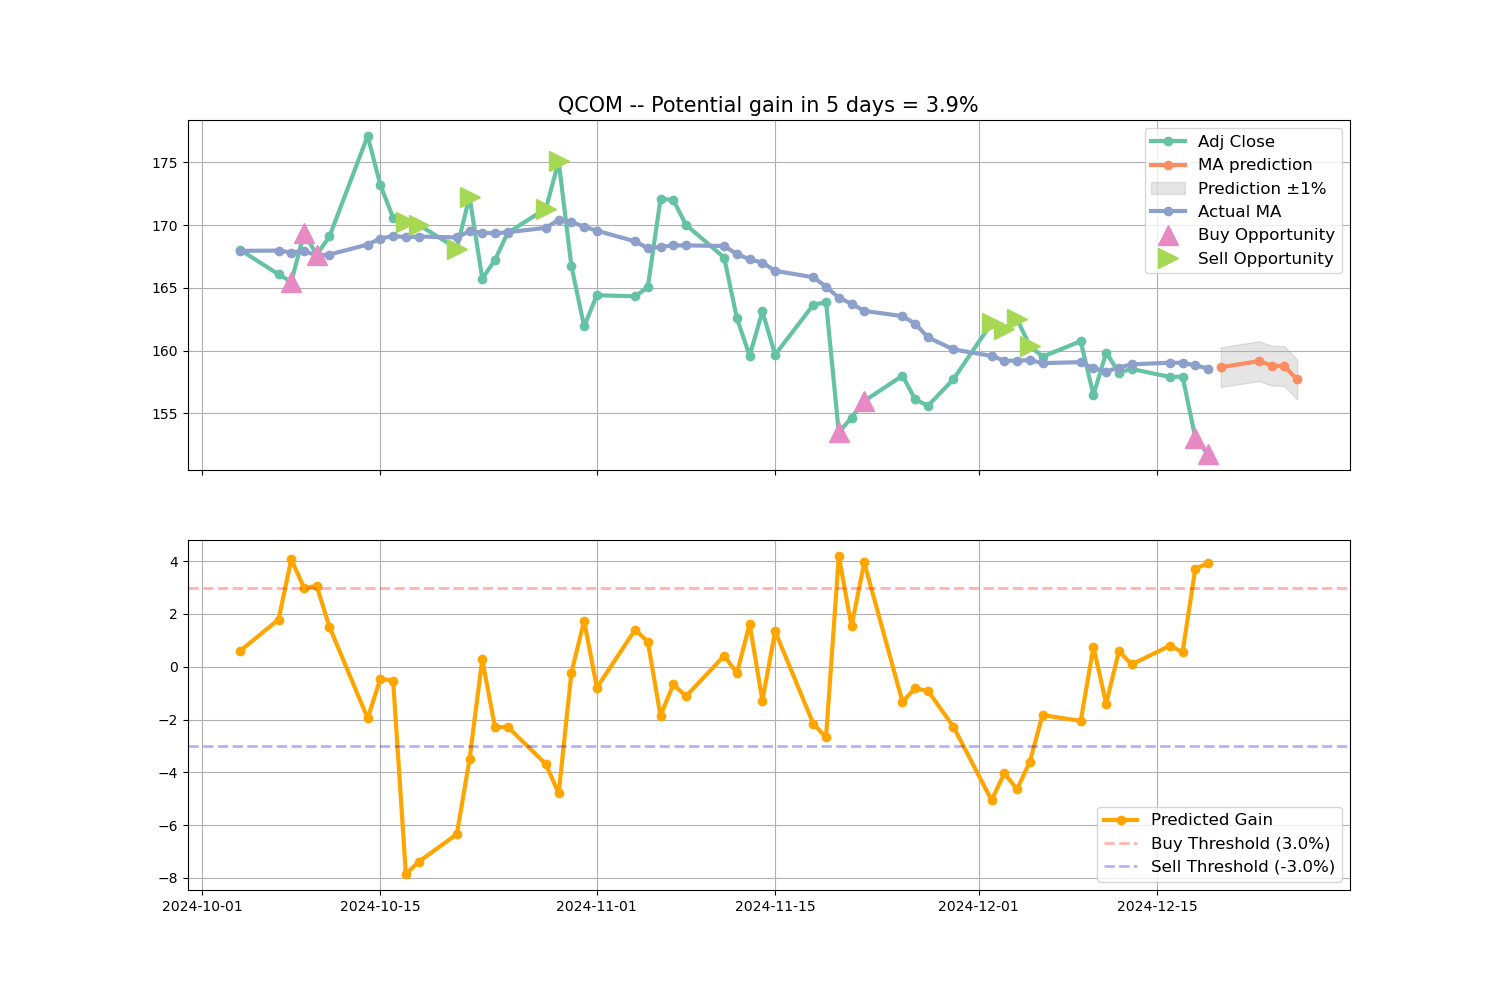 QCOM -- Potential gain in 5 days = 3.9%
175
170
165
160
155
Adj Close
MA prediction
Prediction ±1%
Actual MA
Buy Opportunity
Sell Opportunity
4
2
0
−2
−4
−6
−8
Predicted Gain
Buy Threshold (3.0%)
Sell Threshold (-3.0%)
2024-10-01 2024-10-15 2024-11-01 2024-11-15 2024-12-01 2024-12-15